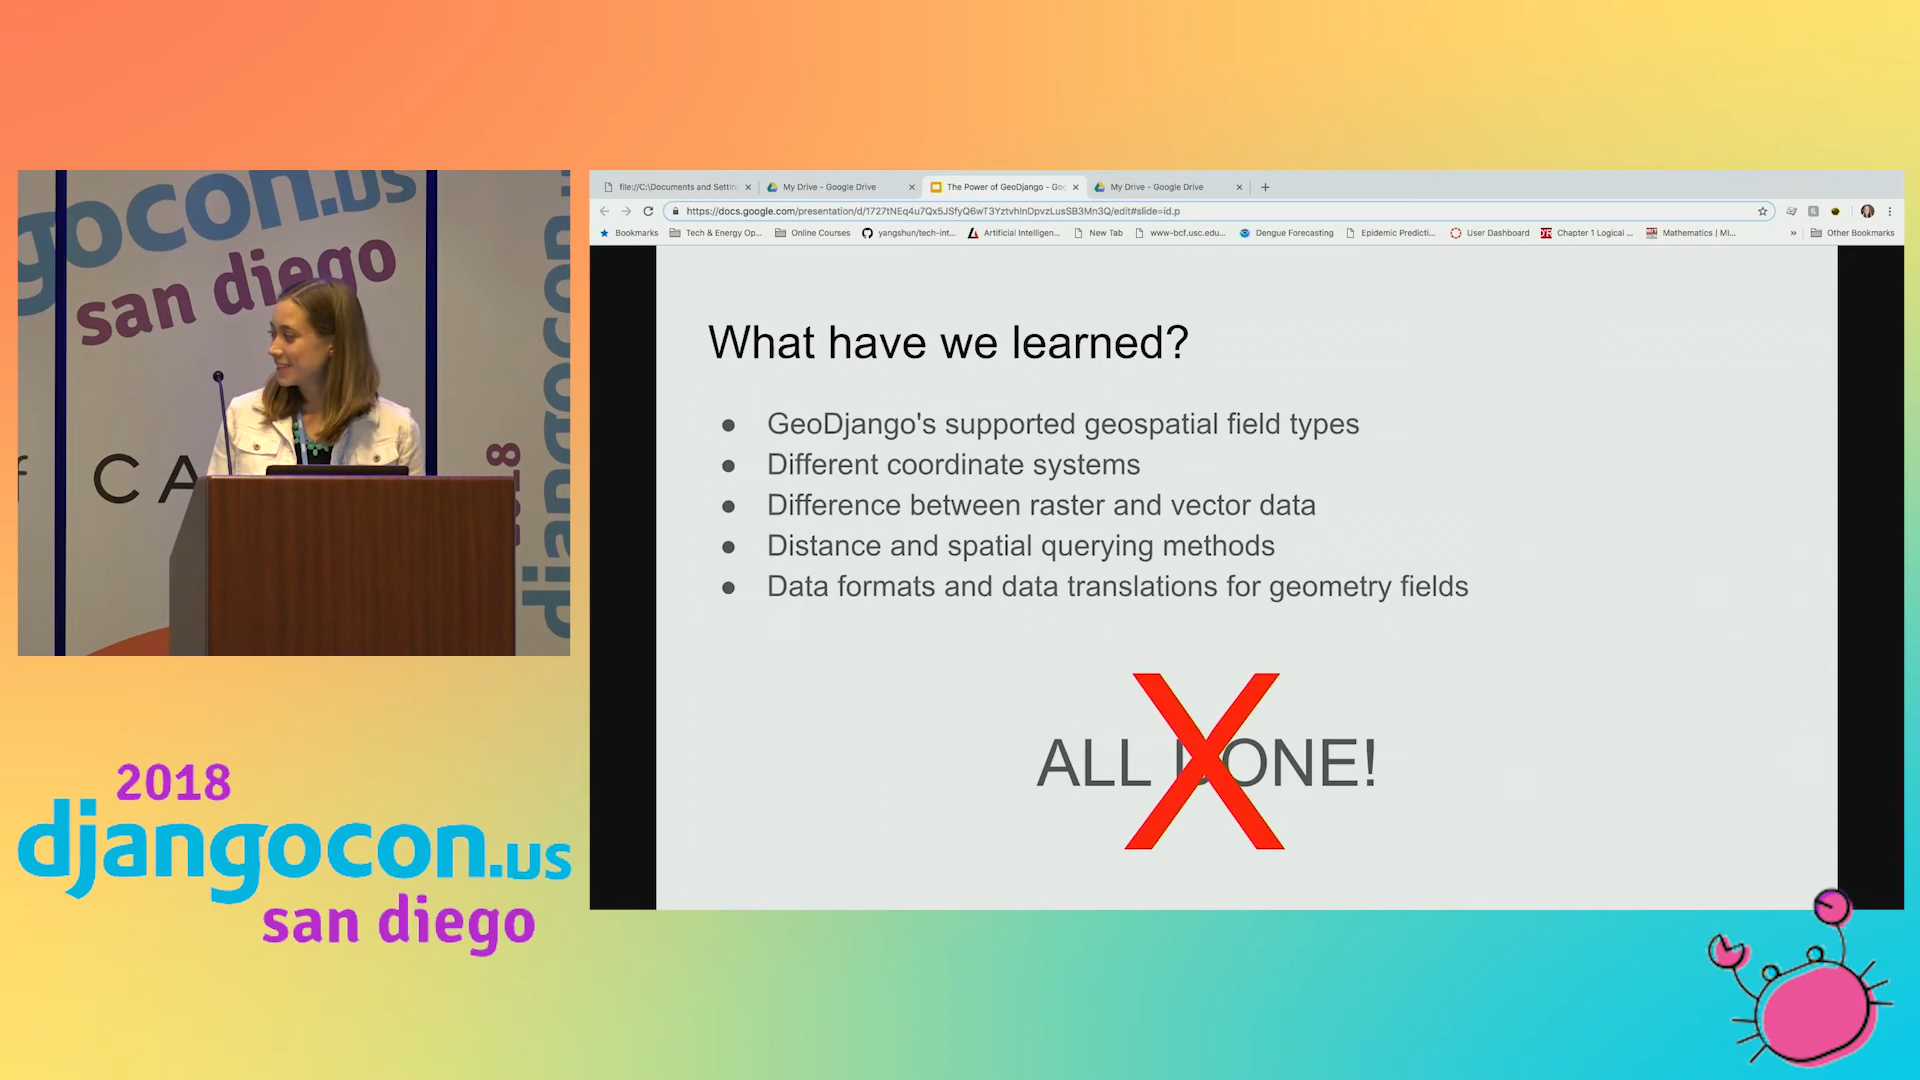 gocon.us
san diego
CA
2018
djangocon
2018
djangocon.us
san diego
file://C:\Documents and Settin
My Drive - Google Drive
The Power of GeoDjango - Goo
My Drive - Google Drive
https://docs.google.com/presentation/d/1727tNEq4u7Qx5JSfyQ6wT3YztvhInDpvzLusSB3Mn3Q/edit#slide=id.p
Bookmarks
Tech & Energy Op...
Online Courses
yangshun/tech-int...
Artificial Intelligen...
New Tab
www-bcf.usc.edu...
Dengue Forecasting
Epidemic Predicti...
User Dashboard
Chapter 1 Logical ...
Mathematics | MI...
»
Other Bookmarks
What have we learned?
● GeoDjango's supported geospatial field types
● Different coordinate systems
● Difference between raster and vector data
● Distance and spatial querying methods
● Data formats and data translations for geometry fields
ALL DONE!
X